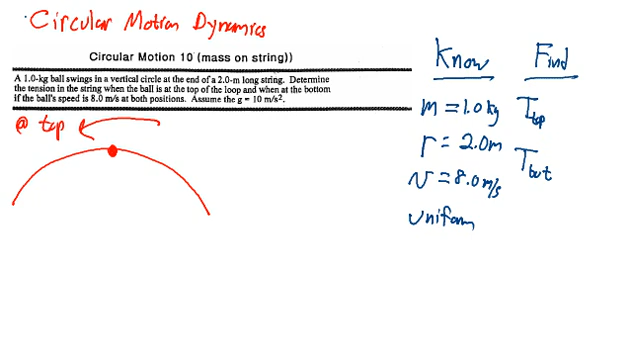 Circular Motion Dynamics
Circular Motion 10 (mass on string))
A 1.0-kg ball swings in a vertical circle at the end of a 2.0-m long string. Determine
the tension in the string when the ball is at the top of the loop and when at the bottom
if the ball's speed is 8.0 m/s at both positions. Assume the g = 10 m/s².
@ top
Know Find
m = 1.0 kg T top
r = 2.0m T bot
v = 8.0 m/s
uniform